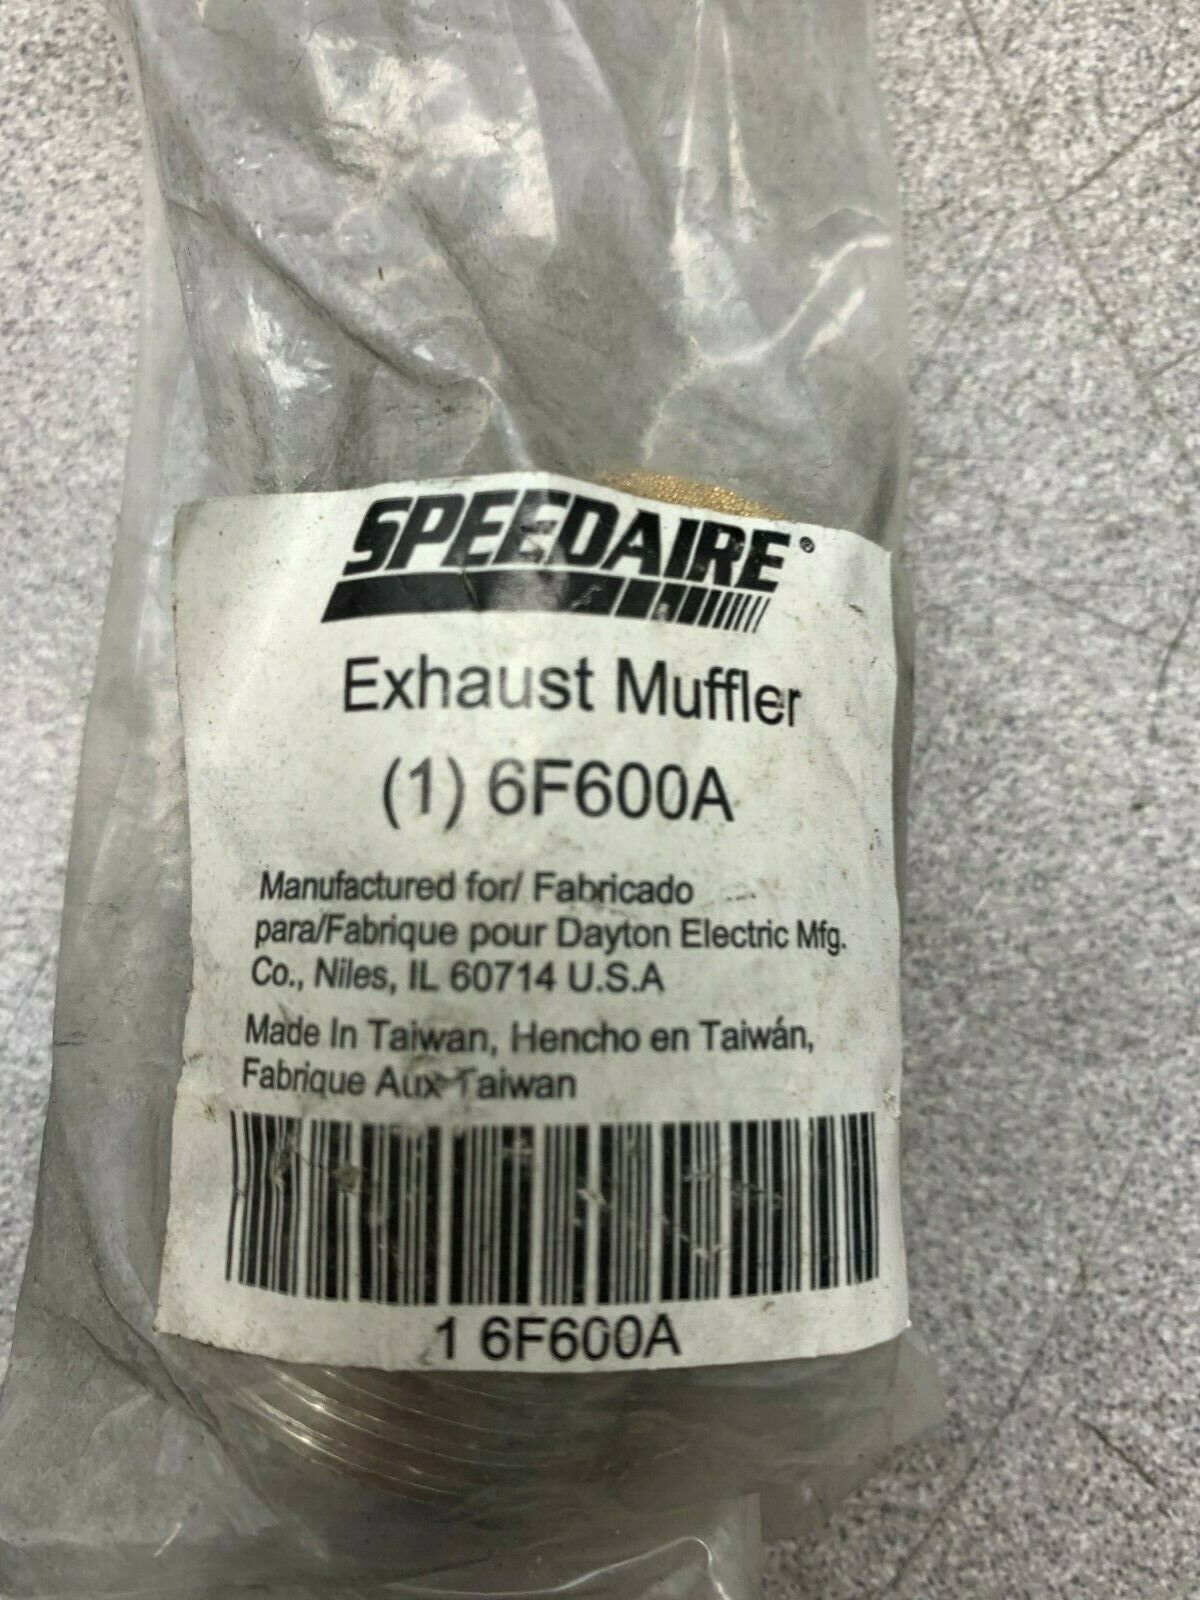 SPEEDAIRE®
Exhaust Muffler
(1) 6F600A
Manufactured for/ Fabricado
para/Fabrique pour Dayton Electric Mfg.
Co., Niles, IL 60714 U.S.A
Made In Taiwan, Hencho en Taiwán,
Fabrique Aux Taiwan
1 6F600A